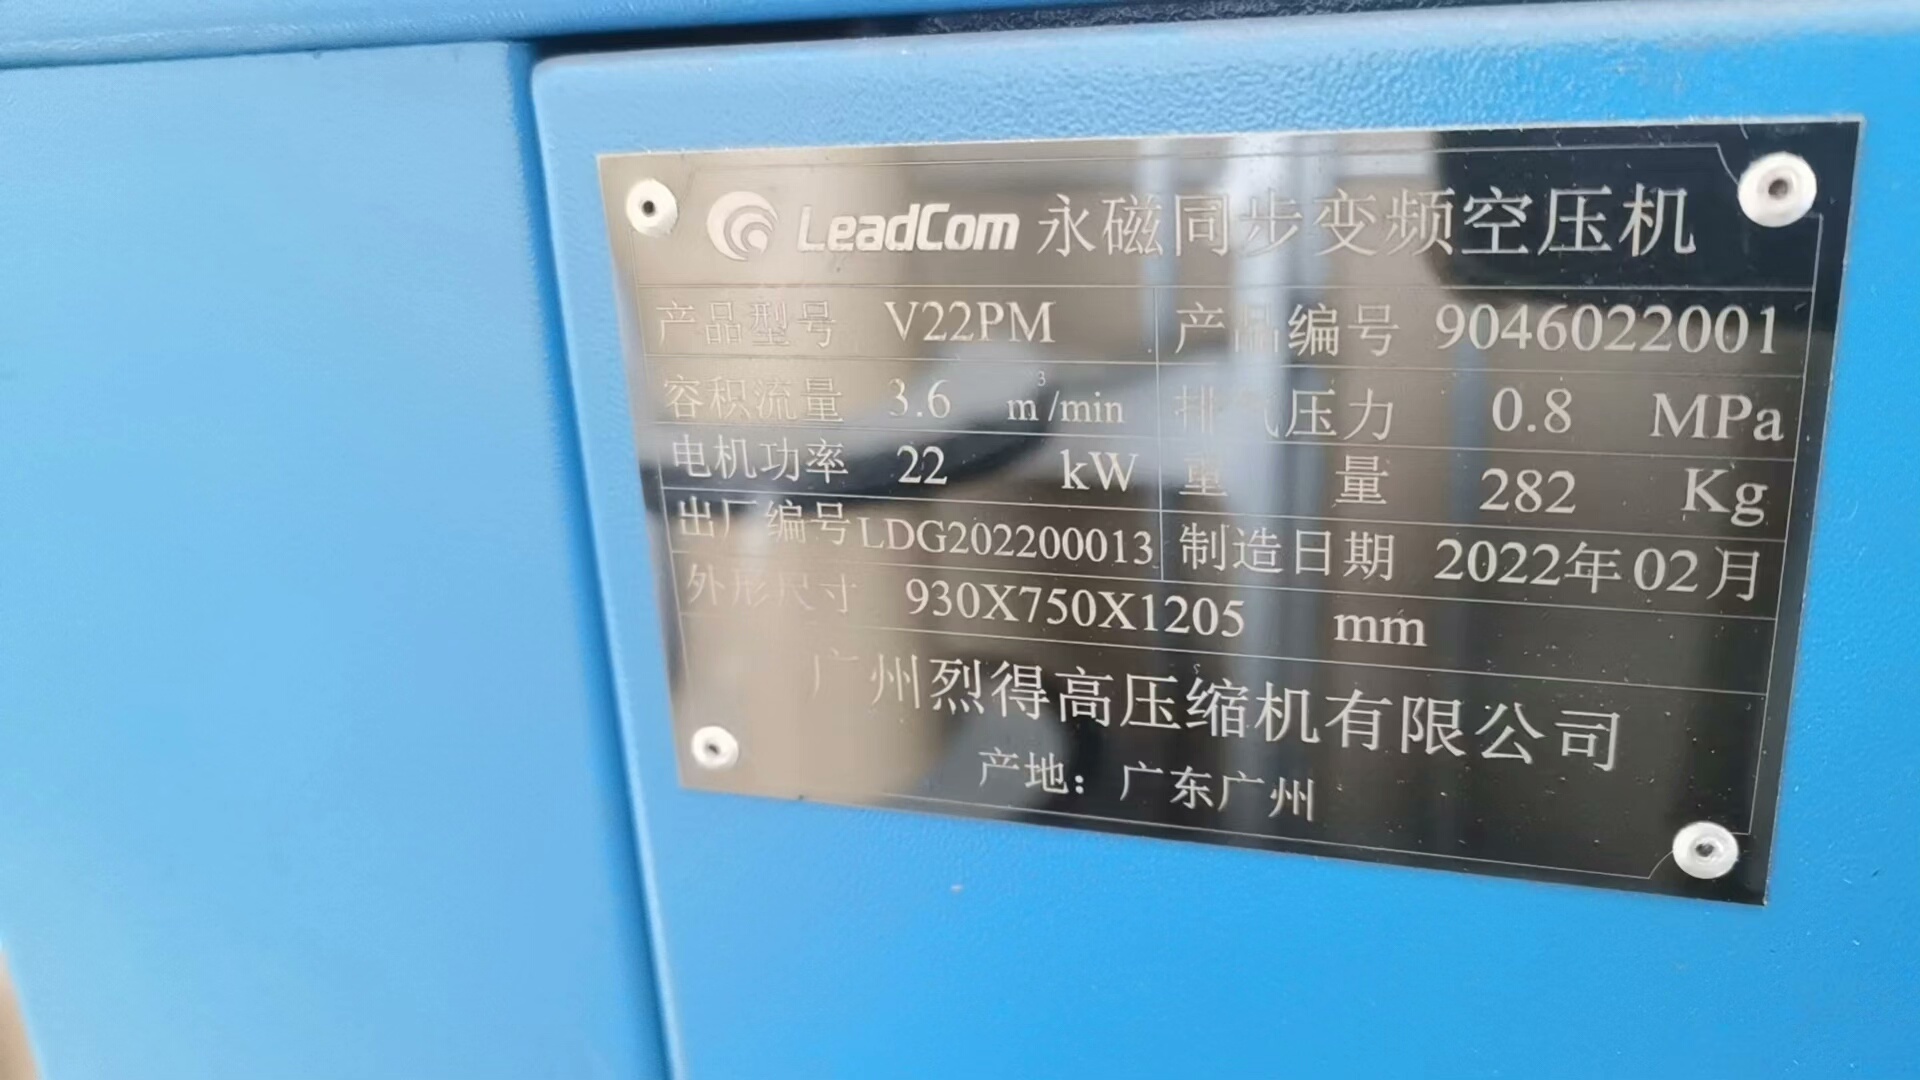 LeadCom 永磁同步变频空压机
产品型号 V22PM 产品编号 9046022001
容积流量 3.6 m³/min 排气压力 0.8 MPa
电机功率 22 kW 重量 282 Kg
出厂编号 LDG202200013 制造日期 2022年02月
外形尺寸 930X750X1205 mm
广州烈得高压缩机有限公司
产地：广东广州